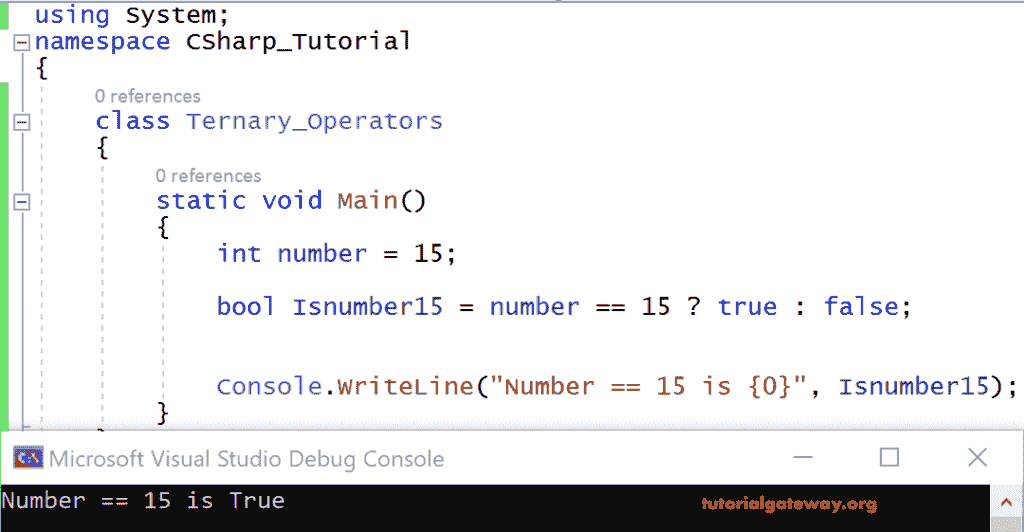 using System;
namespace CSharp_Tutorial
{
0 references
class Ternary_Operators
{
0 references
static void Main()
{
int number = 15;
bool Isnumber15 = number == 15 ? true : false;
Console.WriteLine("Number == 15 is {0}", Isnumber15);
}
Microsoft Visual Studio Debug Console
Number == 15 is True
tutorialgateway.org